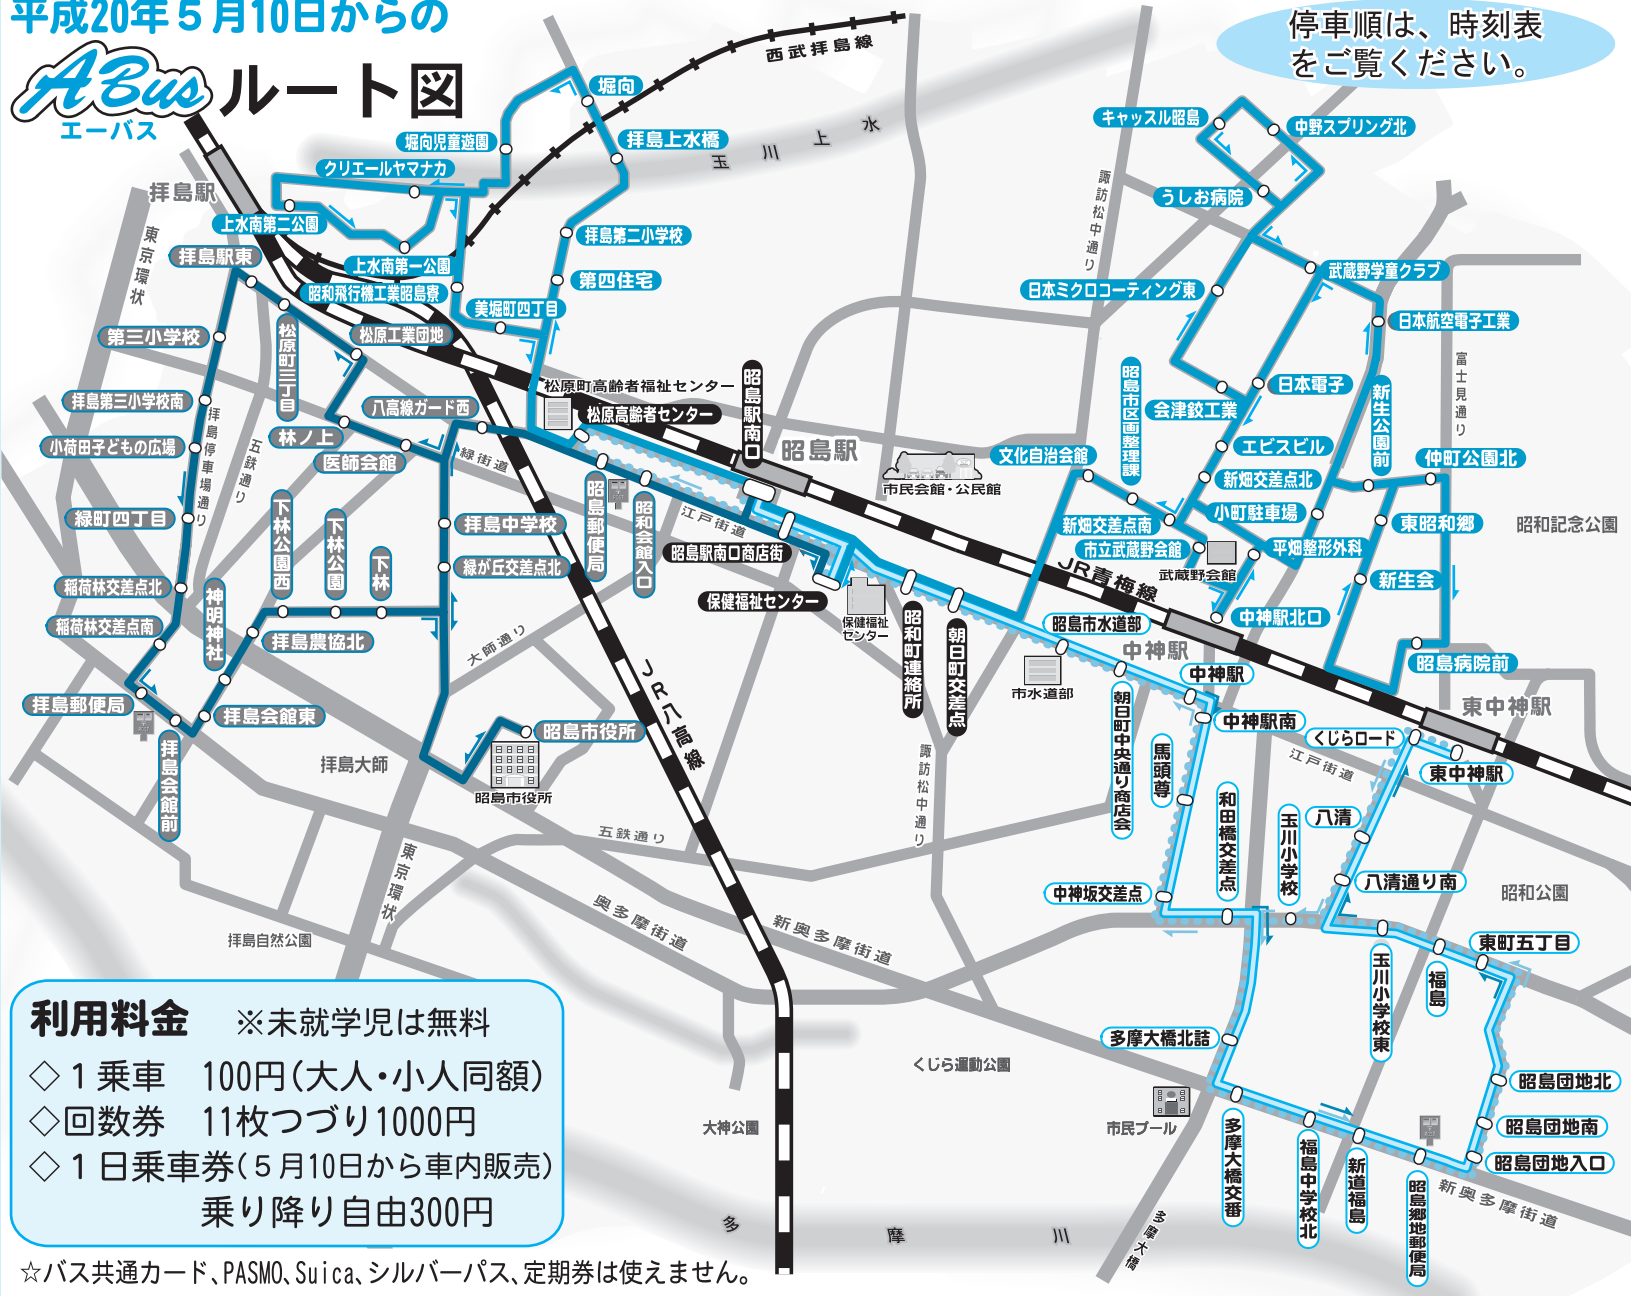 平成20年５月10日からの
A Bus
エーバス
ルート図
停車順は、時刻表
をご覧ください。
西武拝島線
玉川上水
堀向
堀向児童遊園
拝島上水橋
クリエールヤマナカ
拝島駅
上水南第二公園
上水南第一公園
拝島第二小学校
拝島駅東
東京環状
第四住宅
昭和飛行機工業昭島寮
美堀町四丁目
松原工業団地
第三小学校
松原町三丁目
拝島第三小学校南
拝島停車場通り
五鉄通り
小荷田子どもの広場
林ノ上
八高線ガード西
医師会館
緑街道
松原町高齢者福祉センター
松原高齢者センター
昭島駅南口
昭島駅
キャッスル昭島
中野スプリング北
うしお病院
諏訪松中通り
武蔵野学童クラブ
日本ミクロコーティング東
日本航空電子工業
昭島市区画整理課
日本電子
会津鉸工業
新生公園前
富士見通り
エビスビル
文化自治会館
市民会館・公民館
新畑交差点北
仲町公園北
小町駐車場
新畑交差点南
東昭和郷
昭和記念公園
市立武蔵野会館
平畑整形外科
武蔵野会館
新生会
JR青梅線
中神駅北口
昭島病院前
緑町四丁目
下林公園西
下林公園
下林
拝島中学校
緑が丘交差点北
昭島郵便局
昭和会館入口
江戸街道
昭島駅南口商店街
保健福祉センター
保健福祉
センター
昭和町連絡所
朝日町交差点
昭島市水道部
中神駅
市水道部
稲荷林交差点北
稲荷林交差点南
神明神社
拝島農協北
拝島郵便局
拝島会館東
拝島会館前
大師通り
JR八高線
昭島市役所
昭島市役所
拝島大師
五鉄通り
東京環状
拝島自然公園
中神駅
中神駅南
朝日町中央通り商店会
馬頭尊
諏訪松中通り
くじらロード
東中神駅
東中神駅
江戸街道
和田橋交差点
玉川小学校
八清
八清通り南
昭和公園
中神坂交差点
奥多摩街道
新奥多摩街道
東町五丁目
玉川小学校東
福島
多摩大橋北詰
くじら運動公園
市民プール
大神公園
昭島団地北
昭島団地南
昭島団地入口
多摩大橋交番
福島中学校北
新道福島
昭島郷地郵便局
新奥多摩街道
多摩大橋
多摩川
利用料金　※未就学児は無料
◇１乗車　100円（大人・小人同額）
◇回数券　11枚つづり1000円
◇１日乗車券（５月10日から車内販売）
乗り降り自由300円
☆バス共通カード、PASMO、Suica、シルバーパス、定期券は使えません。